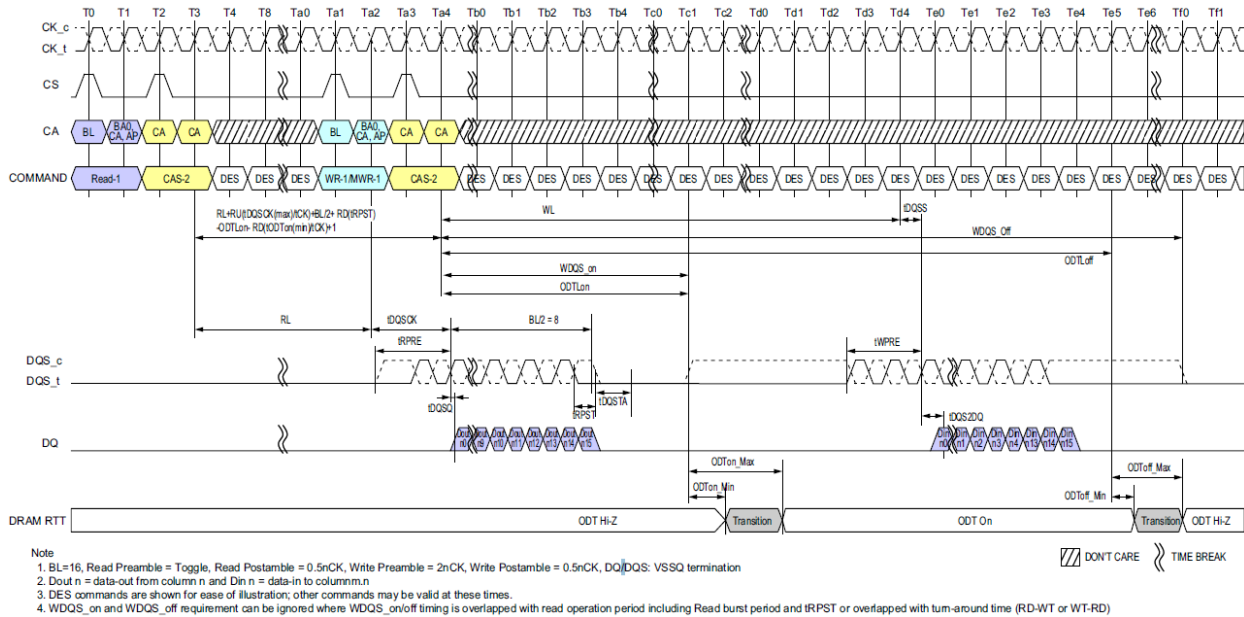 T0 T1 T2 T3 T4 T8 Ta0 Ta1 Ta2 Ta3 Ta4 Tb0 Tb1 Tb2 Tb3 Tb4 Tc0 Tc1 Tc2 Td0 Td1 Td2 Td3 Td4 Te0 Te1 Te2 Te3 Te4 Te5 Te6 Tf0 Tf1
CK_c
CK_t
CS
CA BL BA0, CA, AP CA CA BL BA0, CA, AP CA CA
COMMAND Read-1 CAS-2 DES DES DES WR-1/MWR-1 CAS-2 DES DES DES DES DES DES DES DES DES DES DES DES DES DES DES DES DES DES DES DES DES DES
RL+RU(tDQSCK(max)/tCK)+BL/2+ RD(tRPST)
-ODTLon- RD(tODTon(min)/tCK)+1
WL tDQSS
WDQS_Off
ODTLoff
WDQS_on
ODTLon
RL tDQSCK BL/2 = 8
tRPRE tWPRE
DQS_c
DQS_t
tDQSQ tRPST tDQSTA tDQS2DQ
DQ Dout n0 Dout n9 Dout n10 Dout n11 Dout n12 Dout n13 Dout n14 Dout n15 Din n0 Din n1 Din n2 Din n3 Din n4 Din n13 Din n14 Din n15
ODTon_Max ODToff_Max
ODTon_Min ODToff_Min
DRAM RTT ODT Hi-Z Transition ODT On Transition ODT Hi-Z
DON'T CARE TIME BREAK
Note
1. BL=16, Read Preamble = Toggle, Read Postamble = 0.5nCK, Write Preamble = 2nCK, Write Postamble = 0.5nCK, DQ/DQS: VSSQ termination
2. Dout n = data-out from column n and Din n = data-in to columnm.n
3. DES commands are shown for ease of illustration; other commands may be valid at these times.
4. WDQS_on and WDQS_off requirement can be ignored where WDQS_on/off timing is overlapped with read operation period including Read burst period and tRPST or overlapped with turn-around time (RD-WT or WT-RD)